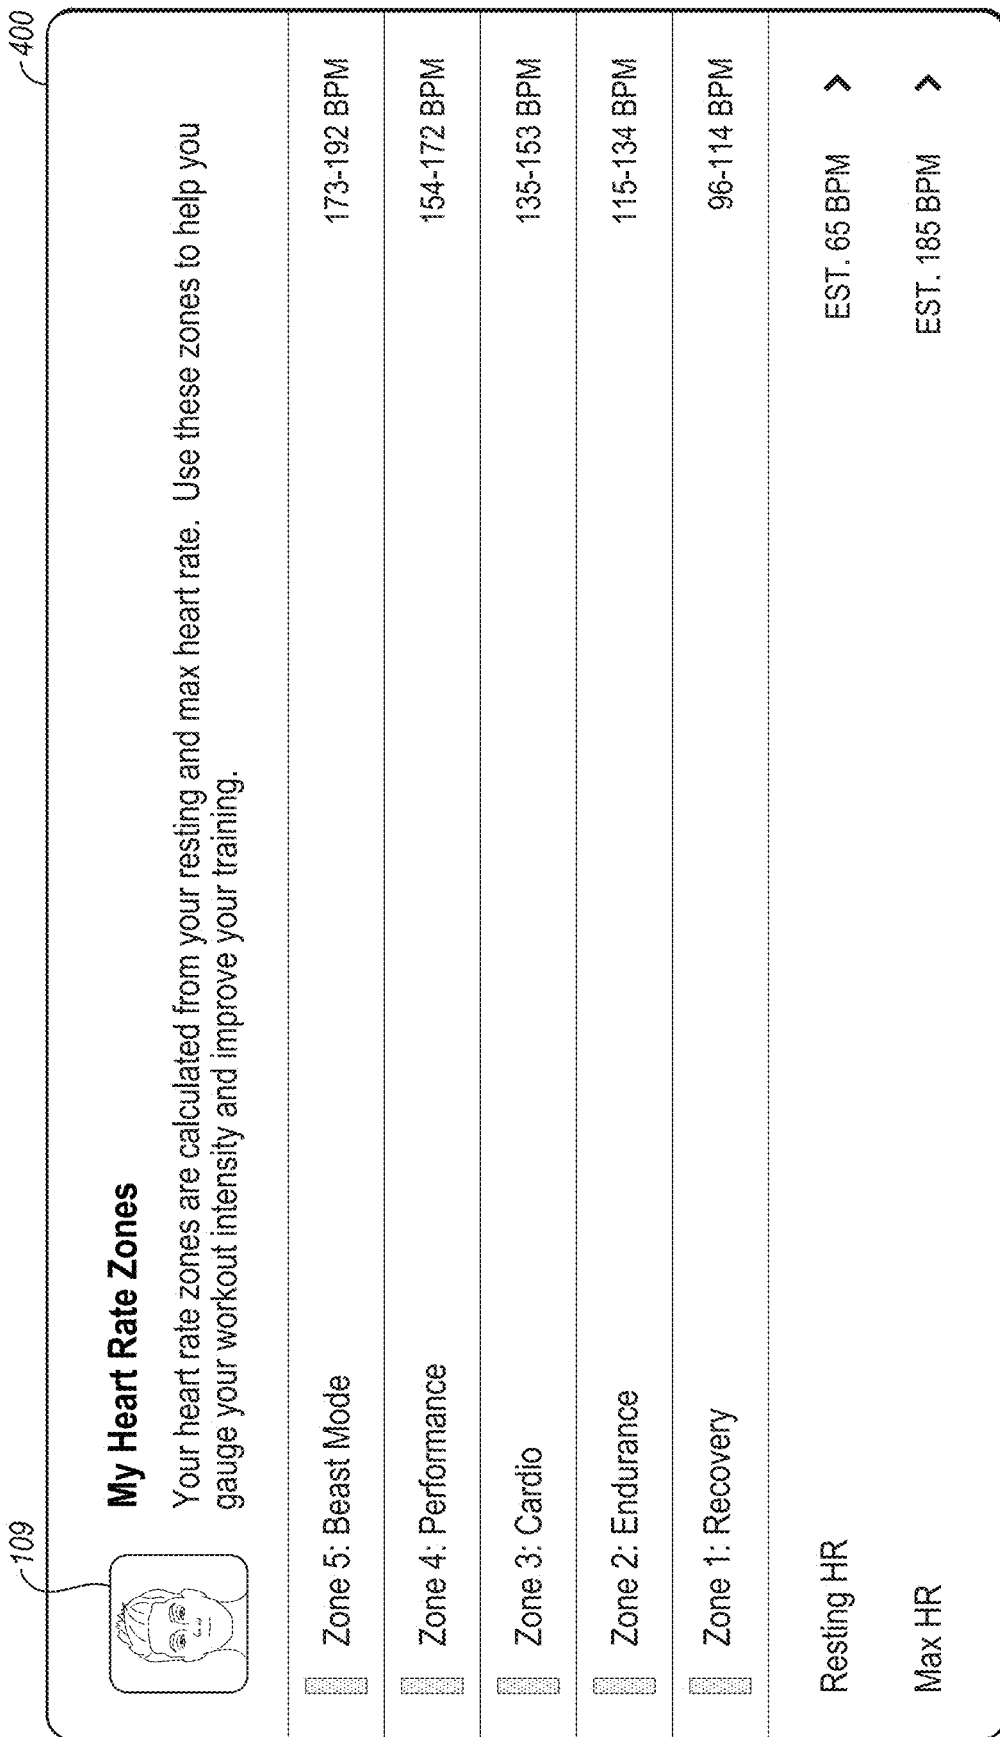 400
109
My Heart Rate Zones
Your heart rate zones are calculated from your resting and max heart rate. Use these zones to help you
gauge your workout intensity and improve your training.
Zone 5: Beast Mode 173-192 BPM
Zone 4: Performance 154-172 BPM
Zone 3: Cardio 135-153 BPM
Zone 2: Endurance 115-134 BPM
Zone 1: Recovery 96-114 BPM
Resting HR EST. 65 BPM >
Max HR EST. 185 BPM >